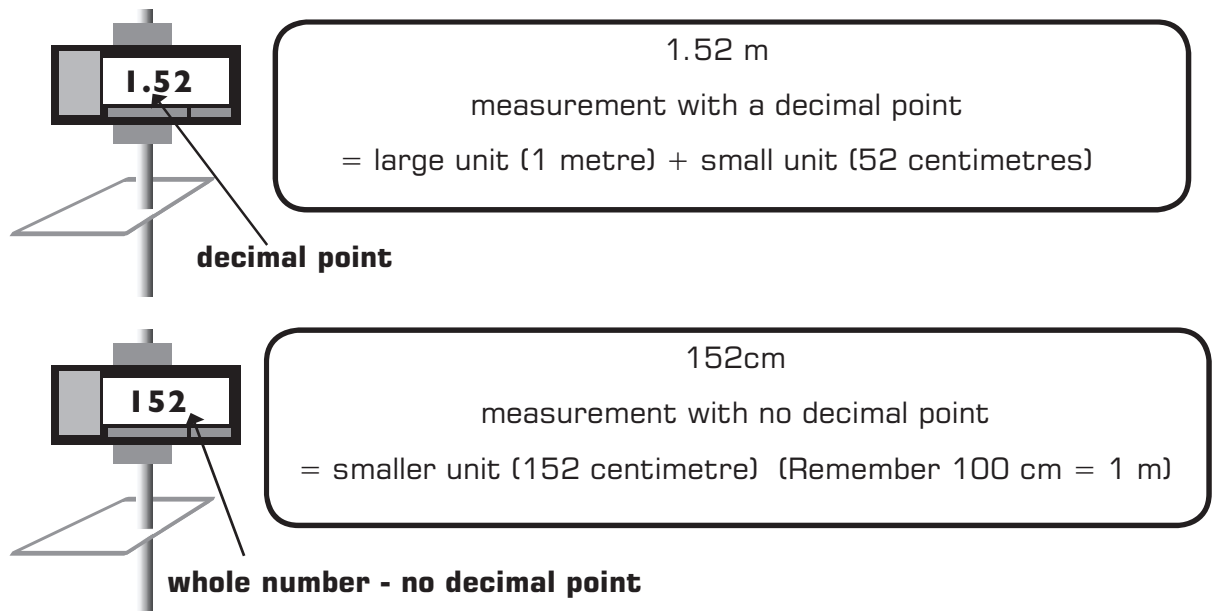 1.52
1.52 m
measurement with a decimal point
= large unit (1 metre) + small unit (52 centimetres)
decimal point
152
152cm
measurement with no decimal point
= smaller unit (152 centimetre) (Remember 100 cm = 1 m)
whole number - no decimal point